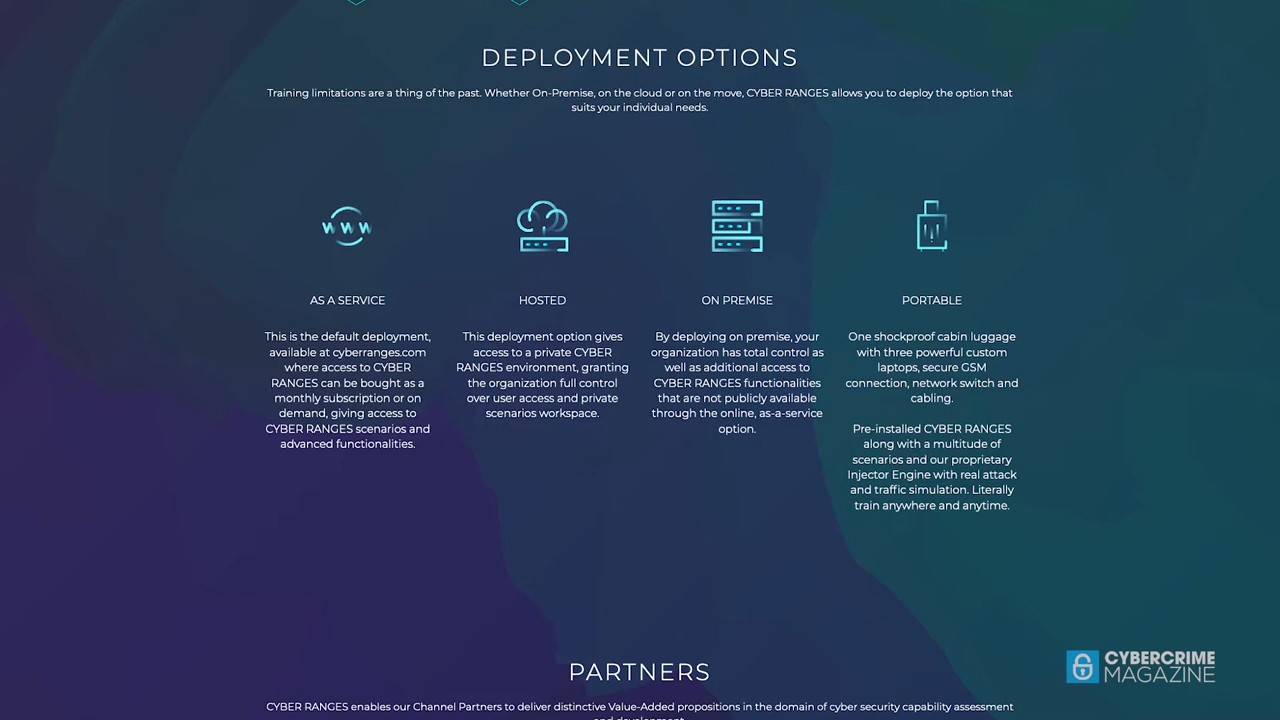 DEPLOYMENT OPTIONS
Training limitations are a thing of the past. Whether On-Premise, on the cloud or on the move, CYBER RANGES allows you to deploy the option that
suits your individual needs.
WWW
AS A SERVICE
This is the default deployment,
available at cyberranges.com
where access to CYBER
RANGES can be bought as a
monthly subscription or on
demand, giving access to
CYBER RANGES scenarios and
advanced functionalities.
HOSTED
This deployment option gives
access to a private CYBER
RANGES environment, granting
the organization full control
over user access and private
scenarios workspace.
ON PREMISE
By deploying on premise, your
organization has total control as
well as additional access to
CYBER RANGES functionalities
that are not publicly available
through the online, as-a-service
option.
PORTABLE
One shockproof cabin luggage
with three powerful custom
laptops, secure GSM
connection, network switch and
cabling.
Pre-installed CYBER RANGES
along with a multitude of
scenarios and our proprietary
Injector Engine with real attack
and traffic simulation. Literally
train anywhere and anytime.
PARTNERS
CYBER RANGES enables our Channel Partners to deliver distinctive Value-Added propositions in the domain of cyber security capability assessment
and development
CYBERCRIME
MAGAZINE